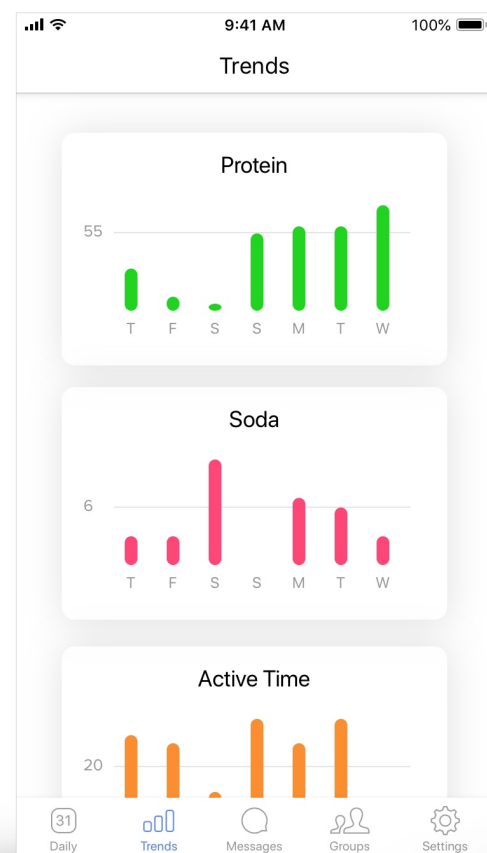 9:41 AM 100%
Trends
Protein
55
T F S S M T W
Soda
6
T F S S M T W
Active Time
20
31
Daily Trends Messages Groups Settings